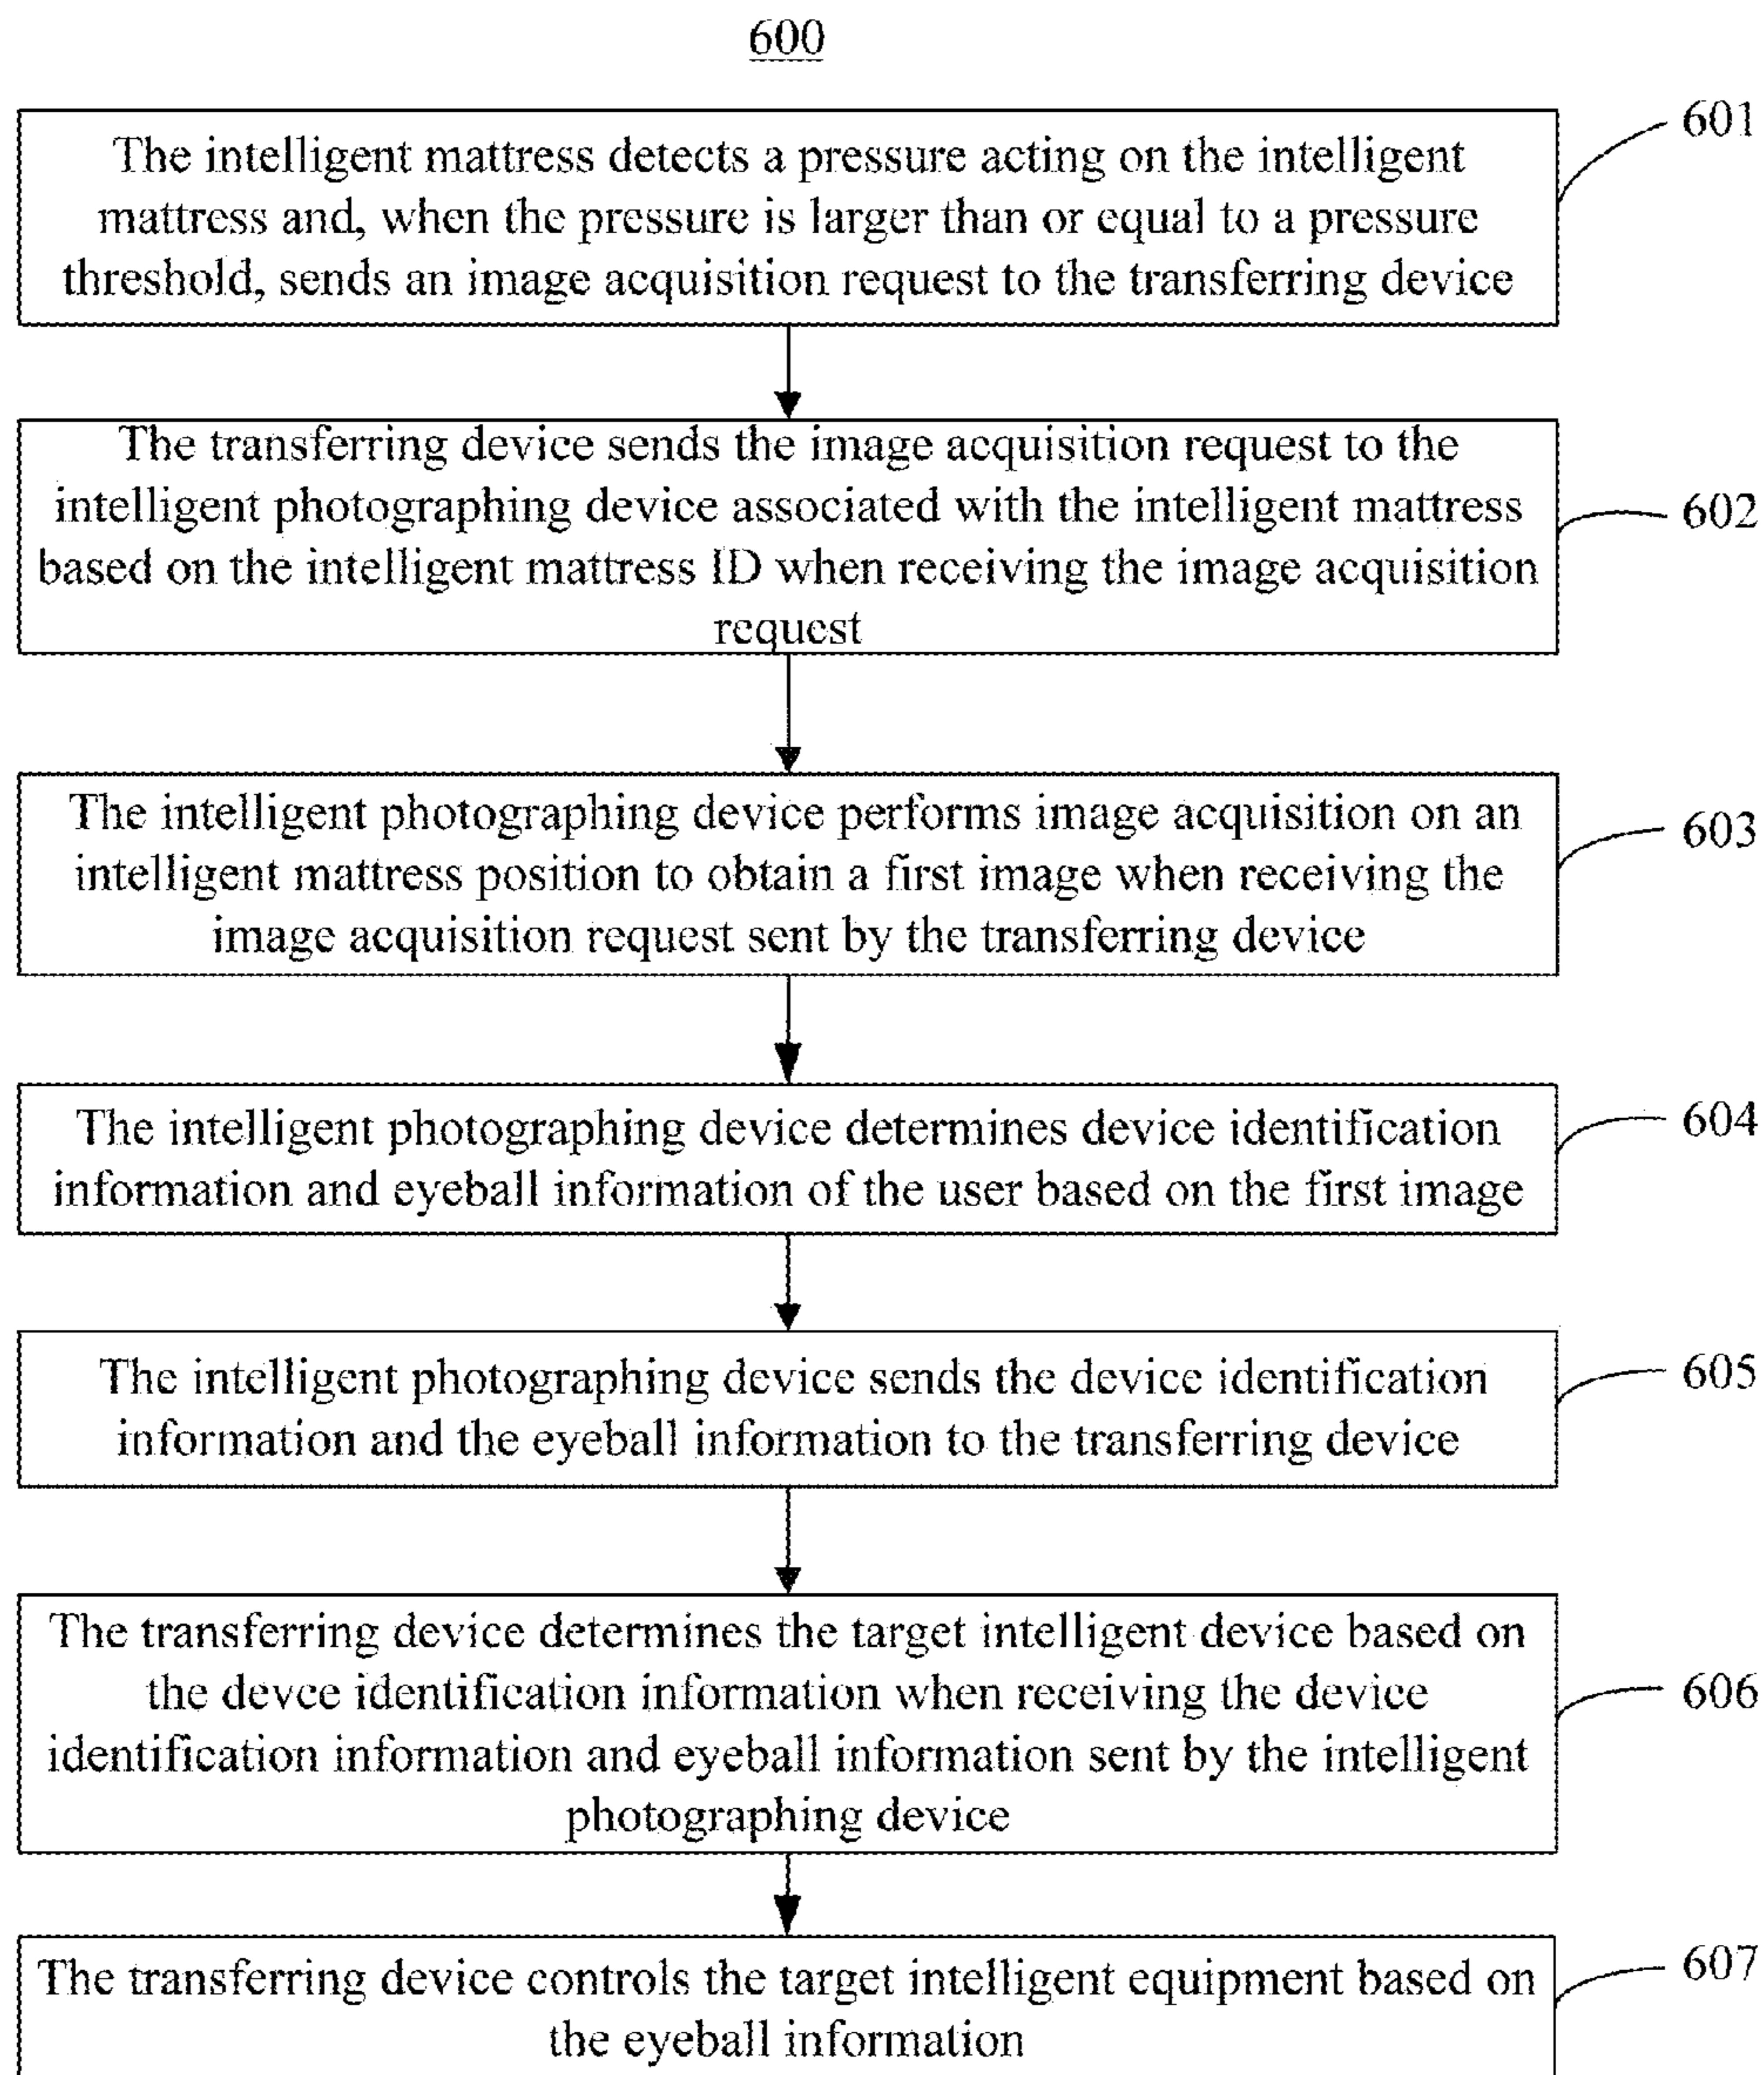 600
The intelligent mattress detects a pressure acting on the intelligent
mattress and, when the pressure is larger than or equal to a pressure
threshold, sends an image acquisition request to the transferring device
601
The transferring device sends the image acquisition request to the
intelligent photographing device associated with the intelligent mattress
based on the intelligent mattress ID when receiving the image acquisition
request
602
The intelligent photographing device performs image acquisition on an
intelligent mattress position to obtain a first image when receiving the
image acquisition request sent by the transferring device
603
The intelligent photographing device determines device identification
information and eyeball information of the user based on the first image
604
The intelligent photographing device sends the device identification
information and the eyeball information to the transferring device
605
The transferring device determines the target intelligent device based on
the devce identification information when receiving the device
identification information and eyeball information sent by the intelligent
photographing device
606
The transferring device controls the target intelligent equipment based on
the eyeball information
607